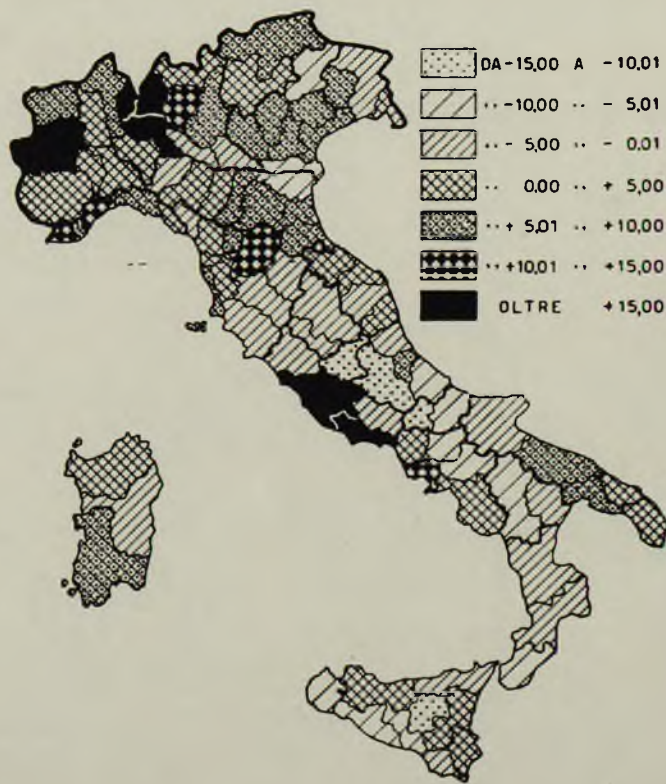 DA -15,00 A -10,01
.. -10,00 .. - 5,01
.. - 5,00 .. - 0,01
.. 0,00 .. + 5,00
.. + 5,01 .. +10,00
.. +10,01 .. +15,00
OLTRE +15,00